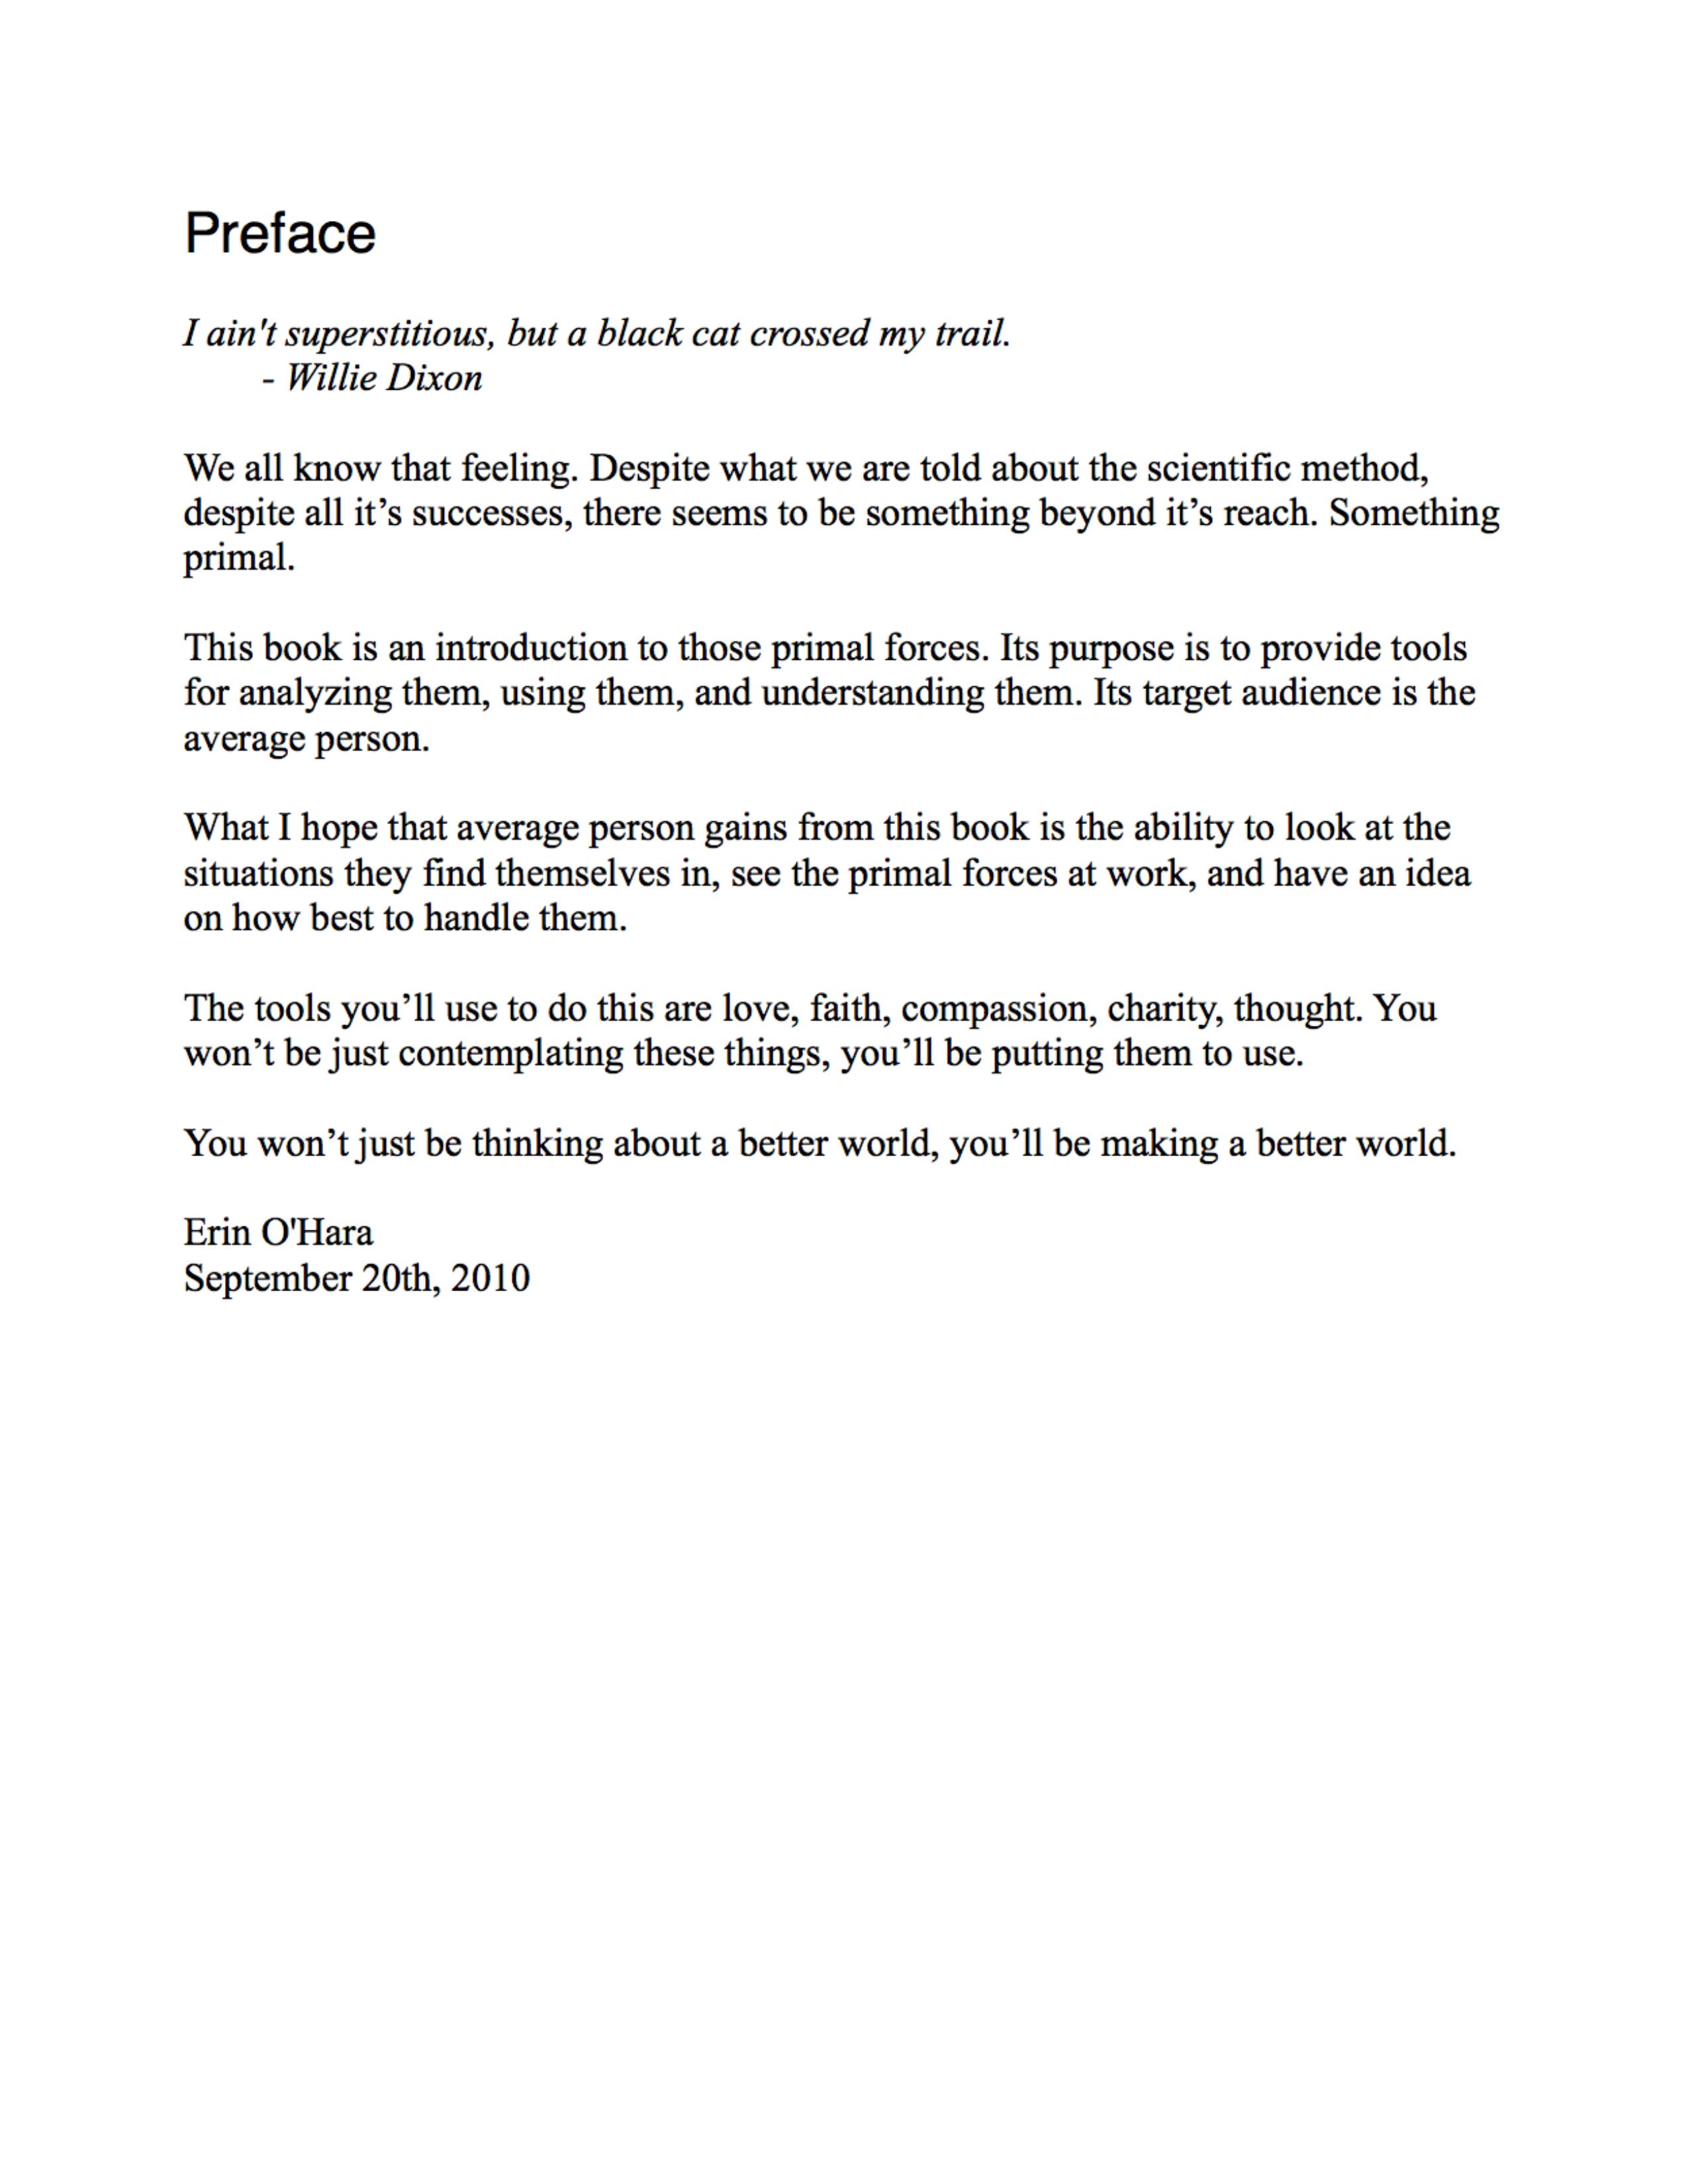 Preface
I ain't superstitious, but a black cat crossed my trail.
- Willie Dixon
We all know that feeling. Despite what we are told about the scientific method,
despite all it’s successes, there seems to be something beyond it’s reach. Something
primal.
This book is an introduction to those primal forces. Its purpose is to provide tools
for analyzing them, using them, and understanding them. Its target audience is the
average person.
What I hope that average person gains from this book is the ability to look at the
situations they find themselves in, see the primal forces at work, and have an idea
on how best to handle them.
The tools you’ll use to do this are love, faith, compassion, charity, thought. You
won’t be just contemplating these things, you’ll be putting them to use.
You won’t just be thinking about a better world, you’ll be making a better world.
Erin O'Hara
September 20th, 2010